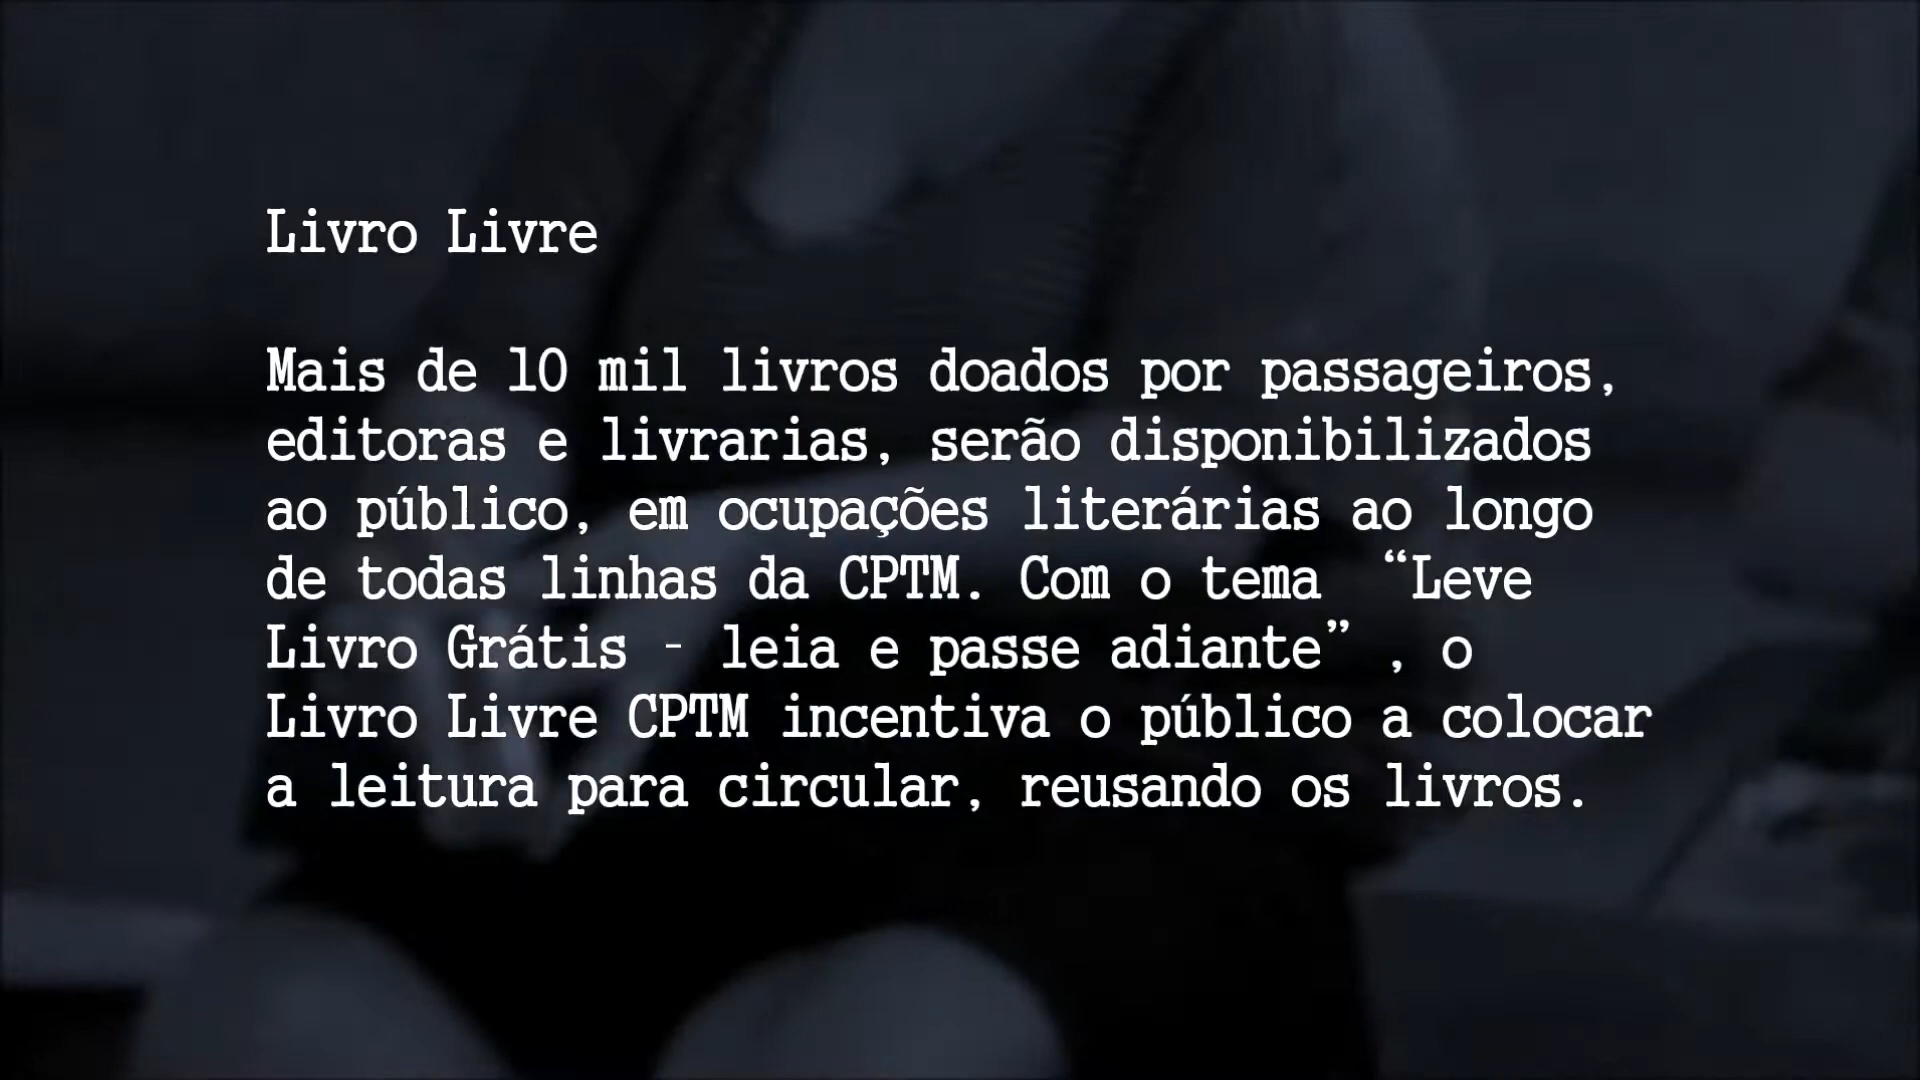 Livro Livre
Mais de 10 mil livros doados por passageiros,
editoras e livrarias, serão disponibilizados
ao público, em ocupações literárias ao longo
de todas linhas da CPTM. Com o tema “Leve
Livro Grátis - leia e passe adiante” , o
Livro Livre CPTM incentiva o público a colocar
a leitura para circular, reusando os livros.